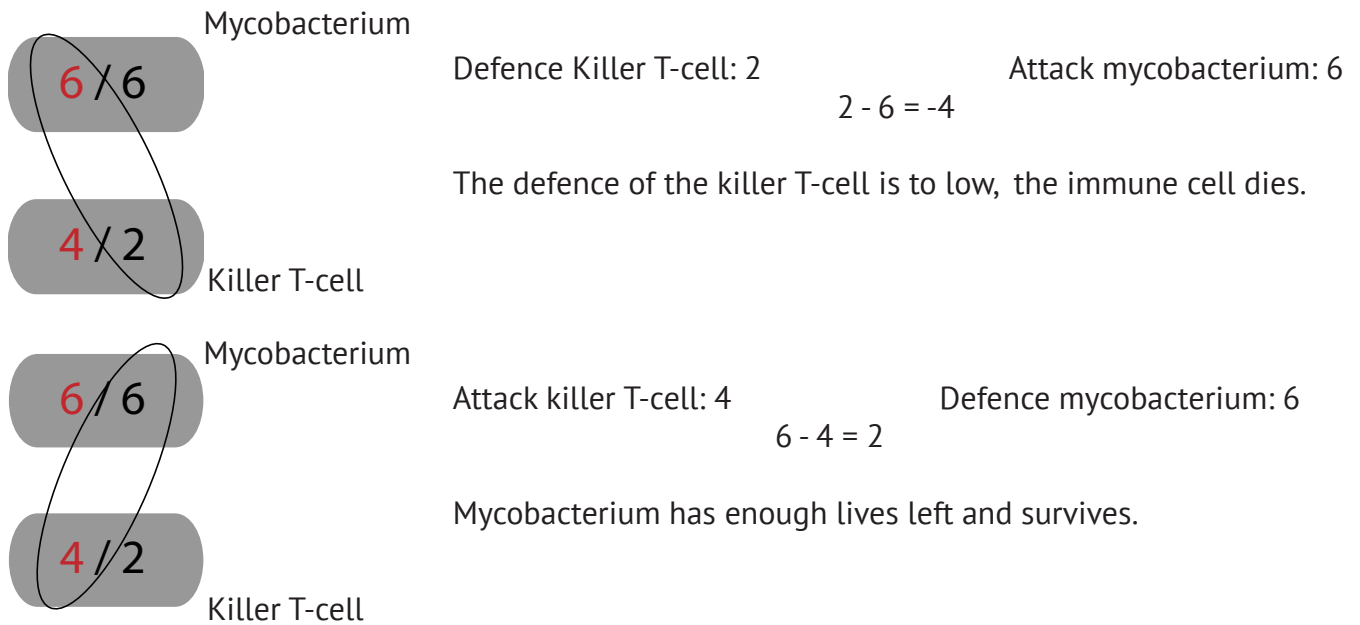 Mycobacterium
6 / 6
Defence Killer T-cell: 2 Attack mycobacterium: 6
2 - 6 = -4
The defence of the killer T-cell is to low, the immune cell dies.
4 / 2
Killer T-cell
Mycobacterium
6 / 6
Attack killer T-cell: 4 Defence mycobacterium: 6
6 - 4 = 2
Mycobacterium has enough lives left and survives.
4 / 2
Killer T-cell